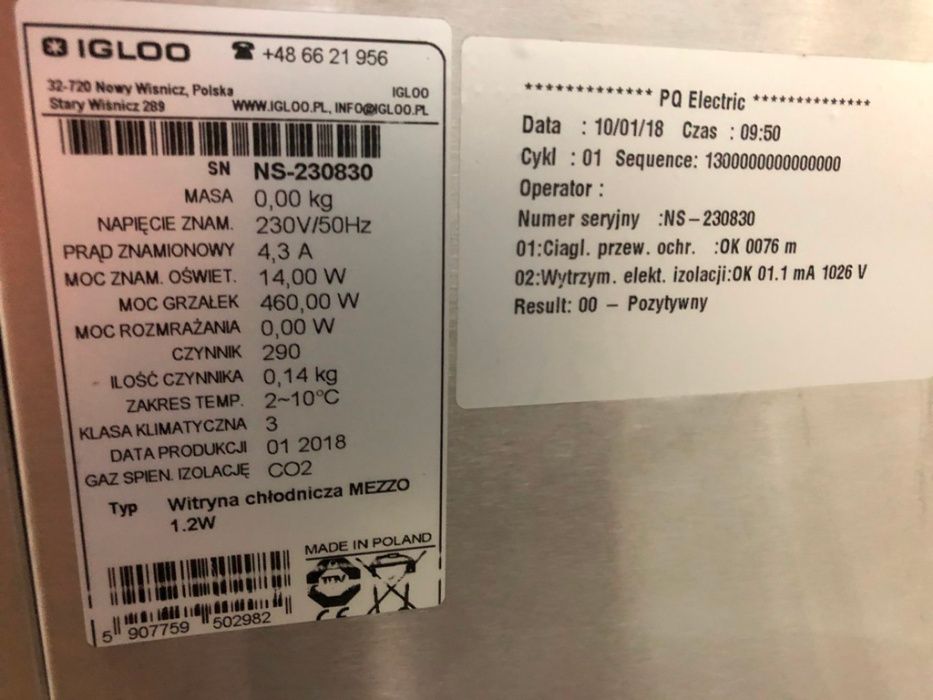 IGLOO ☎ +48 66 21 956
32-720 Nowy Wisnicz, Polska IGLOO
Stary Wiśnicz 289 WWW.IGLOO.PL, INFO@IGLOO.PL
SN NS-230830
MASA 0,00 kg
NAPIĘCIE ZNAM. 230V/50Hz
PRĄD ZNAMIONOWY 4,3 A
MOC ZNAM. OŚWIET. 14,00 W
MOC GRZAŁEK 460,00 W
MOC ROZMRAŻANIA 0,00 W
CZYNNIK 290
ILOŚĆ CZYNNIKA 0,14 kg
ZAKRES TEMP. 2~10°C
KLASA KLIMATYCZNA 3
DATA PRODUKCJI 01 2018
GAZ SPIEN. IZOLACJĘ CO2
Typ Witryna chłodnicza MEZZO
1.2W
MADE IN POLAND
TÜV
CE
5 907759 502982
************* PQ Electric *************
Data : 10/01/18 Czas : 09:50
Cykl : 01 Sequence: 1300000000000000
Operator :
Numer seryjny :NS-230830
01:Ciagl. przew. ochr. :OK 0076 m
02:Wytrzym. elekt. izolacji:OK 01.1 mA 1026 V
Result: 00 - Pozytywny